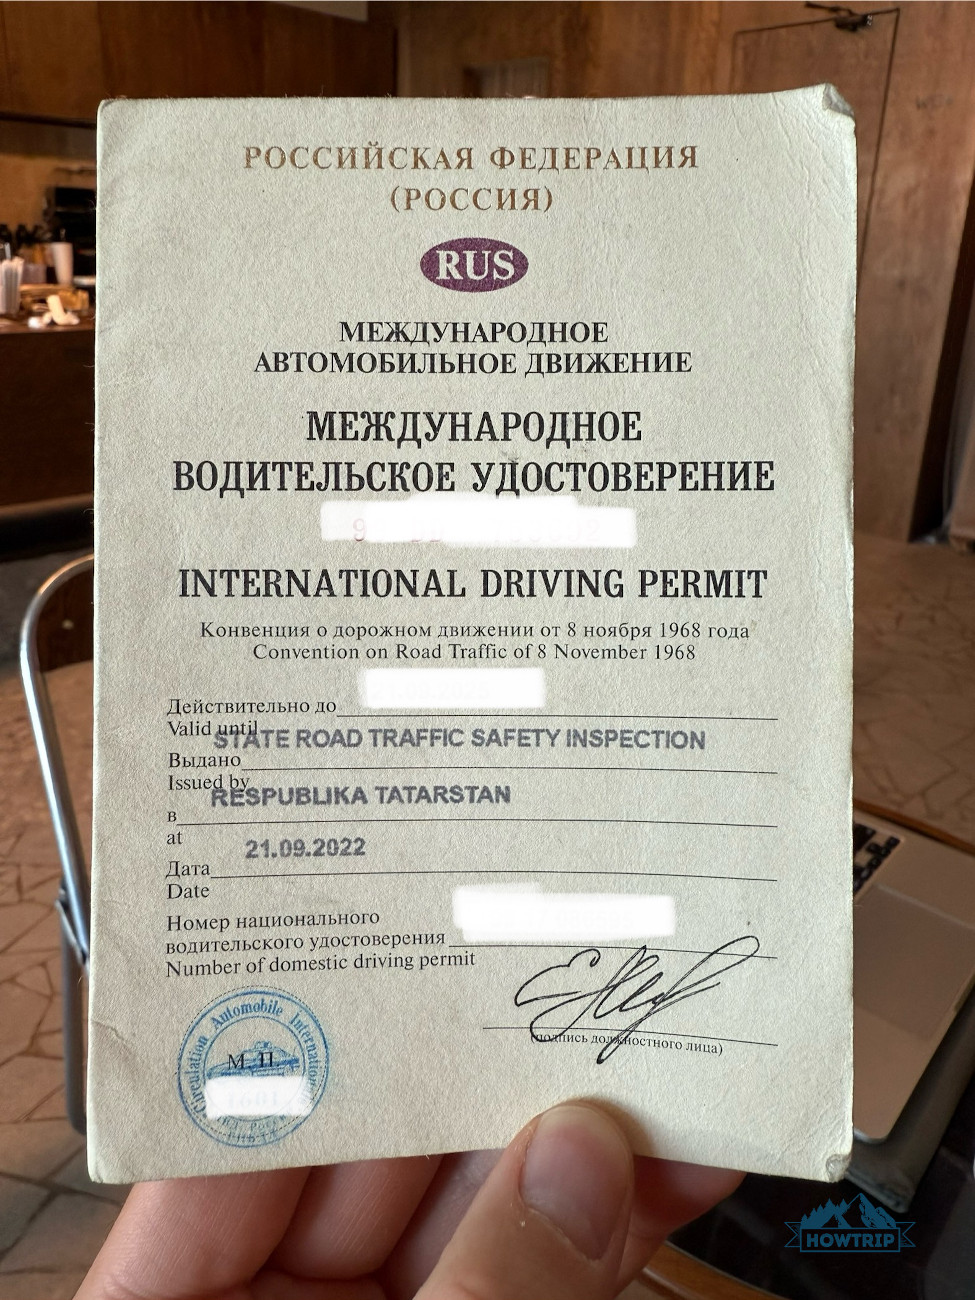 РОССИЙСКАЯ ФЕДЕРАЦИЯ
(РОССИЯ)
RUS
МЕЖДУНАРОДНОЕ
АВТОМОБИЛЬНОЕ ДВИЖЕНИЕ
МЕЖДУНАРОДНОЕ
ВОДИТЕЛЬСКОЕ УДОСТОВЕРЕНИЕ
INTERNATIONAL DRIVING PERMIT
Конвенция о дорожном движении от 8 ноября 1968 года
Convention on Road Traffic of 8 November 1968
Действительно до
Valid until
STATE ROAD TRAFFIC SAFETY INSPECTION
Выдано
Issued by
RESPUBLIKA TATARSTAN
в
at
21.09.2022
Дата
Date
Номер национального
водительского удостоверения
Number of domestic driving permit
(подпись должностного лица)
Circulation Automobile Internationale
М. П.
HOWTRIP